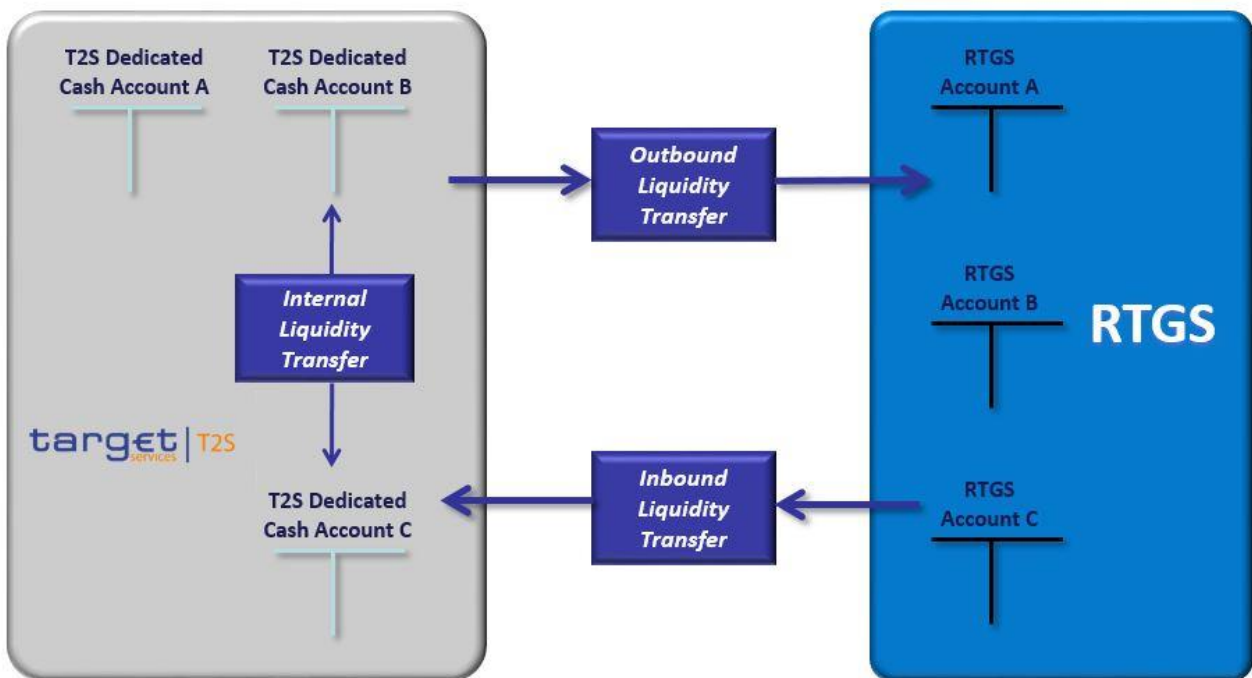 T2S Dedicated
Cash Account A
T2S Dedicated
Cash Account B
Internal
Liquidity
Transfer
target
services
T2S
T2S Dedicated
Cash Account C
Outbound
Liquidity
Transfer
Inbound
Liquidity
Transfer
RTGS
Account A
RTGS
Account B
RTGS
RTGS
Account C